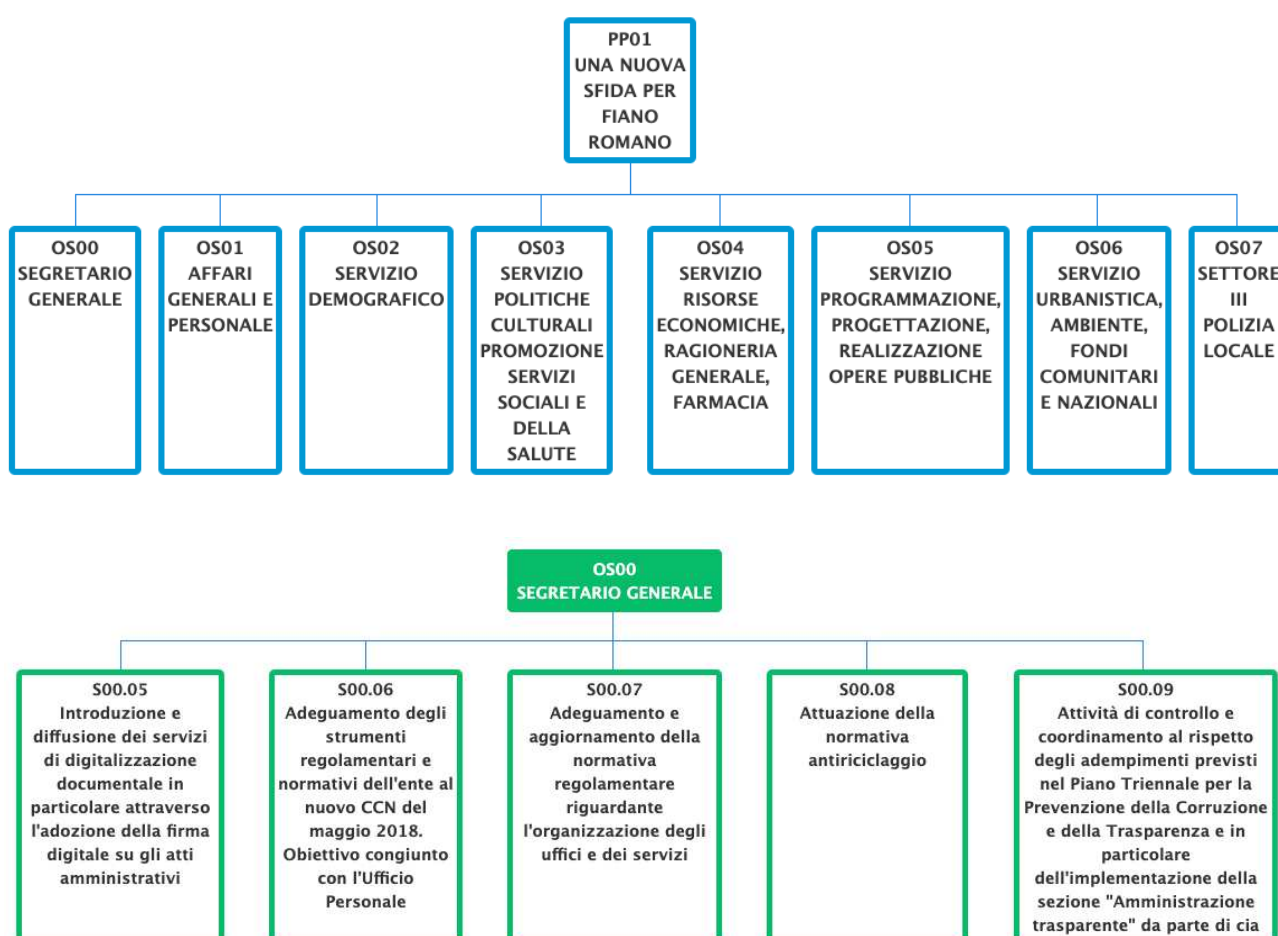 PP01
UNA NUOVA
SFIDA PER
FIANO
ROMANO
OS00
SEGRETARIO
GENERALE
OS01
AFFARI
GENERALI E
PERSONALE
OS02
SERVIZIO
DEMOGRAFICO
OS03
SERVIZIO
POLITICHE
CULTURALI
PROMOZIONE
SERVIZI
SOCIALI E
DELLA
SALUTE
OS04
SERVIZIO
RISORSE
ECONOMICHE,
RAGIONERIA
GENERALE,
FARMACIA
OS05
SERVIZIO
PROGRAMMAZIONE,
PROGETTAZIONE,
REALIZZAZIONE
OPERE PUBBLICHE
OS06
SERVIZIO
URBANISTICA,
AMBIENTE,
FONDI
COMUNITARI
E NAZIONALI
OS07
SETTORE
III
POLIZIA
LOCALE
OS00
SEGRETARIO GENERALE
S00.05
Introduzione e
diffusione dei servizi
di digitalizzazione
documentale in
particolare attraverso
l'adozione della firma
digitale su gli atti
amministrativi
S00.06
Adeguamento degli
strumenti
regolamentari e
normativi dell'ente al
nuovo CCN del
maggio 2018.
Obiettivo congiunto
con l'Ufficio
Personale
S00.07
Adeguamento e
aggiornamento della
normativa
regolamentare
riguardante
l'organizzazione degli
uffici e dei servizi
S00.08
Attuazione della
normativa
antiriciclaggio
S00.09
Attività di controllo e
coordinamento al rispetto
degli adempimenti previsti
nel Piano Triennale per la
Prevenzione della Corruzione
e della Trasparenza e in
particolare
dell'implementazione della
sezione "Amministrazione
trasparente" da parte di cia